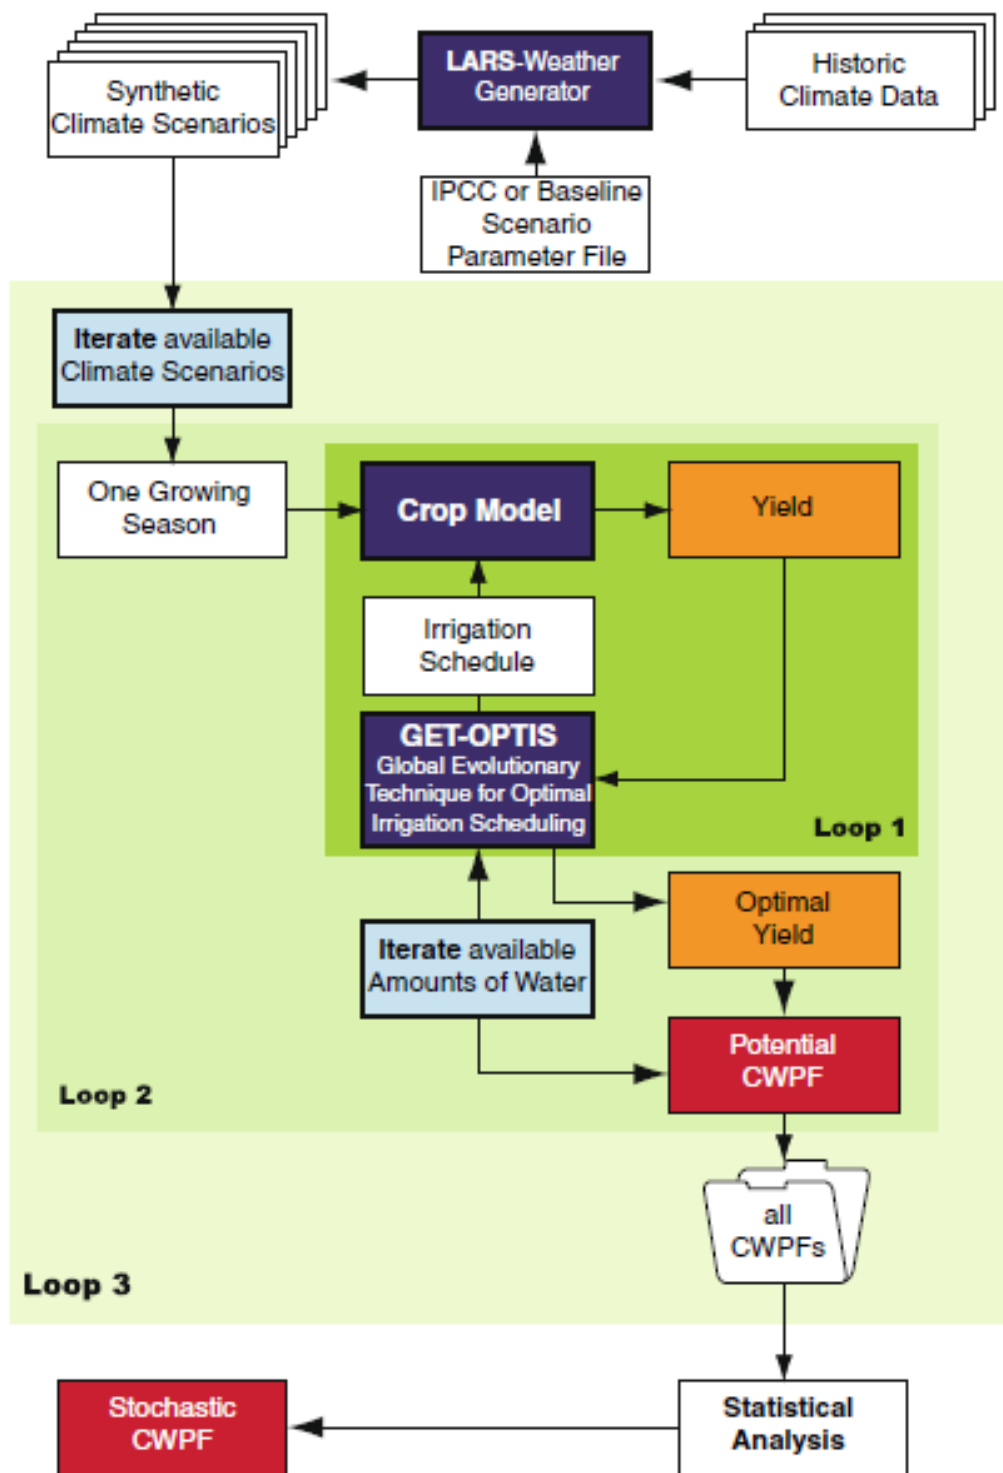 Synthetic
Climate Scenarios
LARS-Weather
Generator
Historic
Climate Data
IPCC or Baseline
Scenario
Parameter File
Iterate available
Climate Scenarios
One Growing
Season
Crop Model
Yield
Irrigation
Schedule
GET-OPTIS
Global Evolutionary
Technique for Optimal
Irrigation Scheduling
Loop 1
Optimal
Yield
Iterate available
Amounts of Water
Potential
CWPF
Loop 2
all
CWPFs
Loop 3
Statistical
Analysis
Stochastic
CWPF